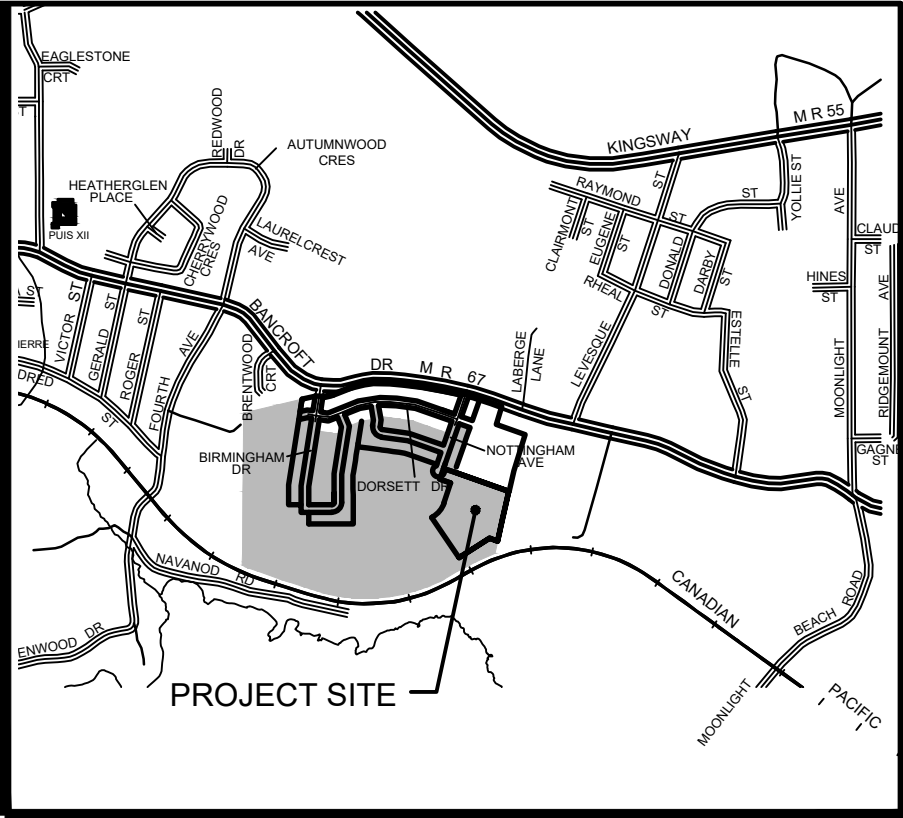 EAGLESTONE
CRT
REDWOOD
DR
AUTUMNWOOD
CRES
HEATHERGLEN
PLACE
PUIS XII
CHERRYWOOD
CRES
LAURELCREST
AVE
KINGSWAY
M R 55
RAYMOND
ST
ST
ST
YOLLIE ST
AVE
CLAIRMONT
ST
EUGENE
ST
DONALD
DARBY
ST
RHEAL
ST
CLAUD
ST
HINES
ST
RIDGEMOUNT AVE
MOONLIGHT
VICTOR ST
GERALD ST
ROGER ST
FOURTH AVE
BANCROFT
DR M R 67
BRENTWOOD
CRT
LABERGE
LANE
LEVESQUE
ESTELLE
ST
A ST
IERRE
DRED
ST
BIRMINGHAM
DR
DORSETT DR
NOTTINGHAM
AVE
GAGNE
ST
NAVANOD RD
ENWOOD DR
CANADIAN
PACIFIC
MOONLIGHT
BEACH ROAD
PROJECT SITE